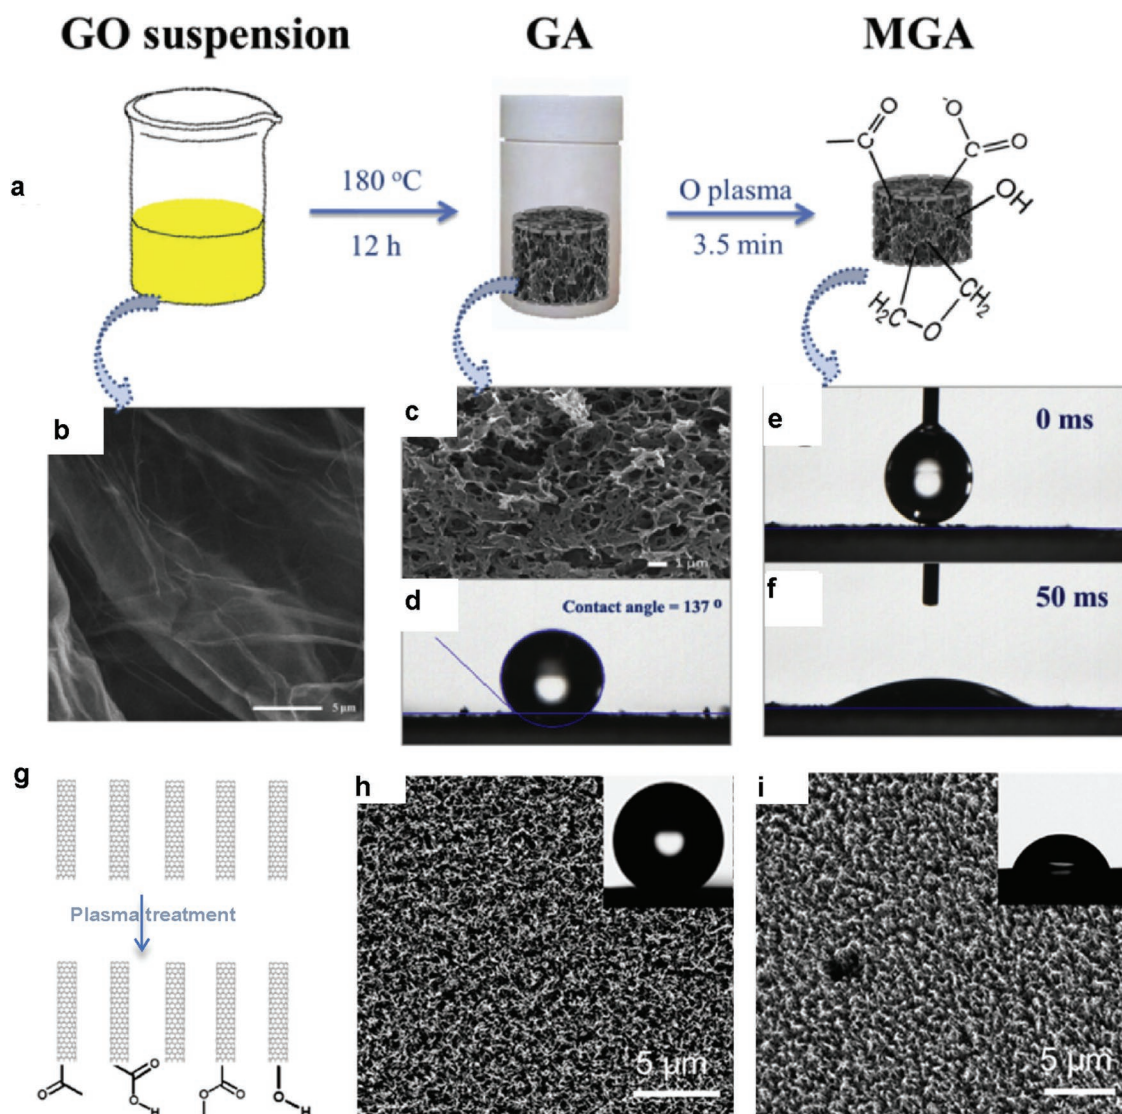 GO suspension
GA
MGA
a
180 °C
12 h
O plasma
3.5 min
O
C
-O
C
O
OH
H₂C
O
CH₂
b
5 μm
c
1 μm
d
Contact angle = 137 °
e
0 ms
f
50 ms
g
Plasma treatment
O
O
O
H
O
O
O
H
h
5 μm
i
5 μm